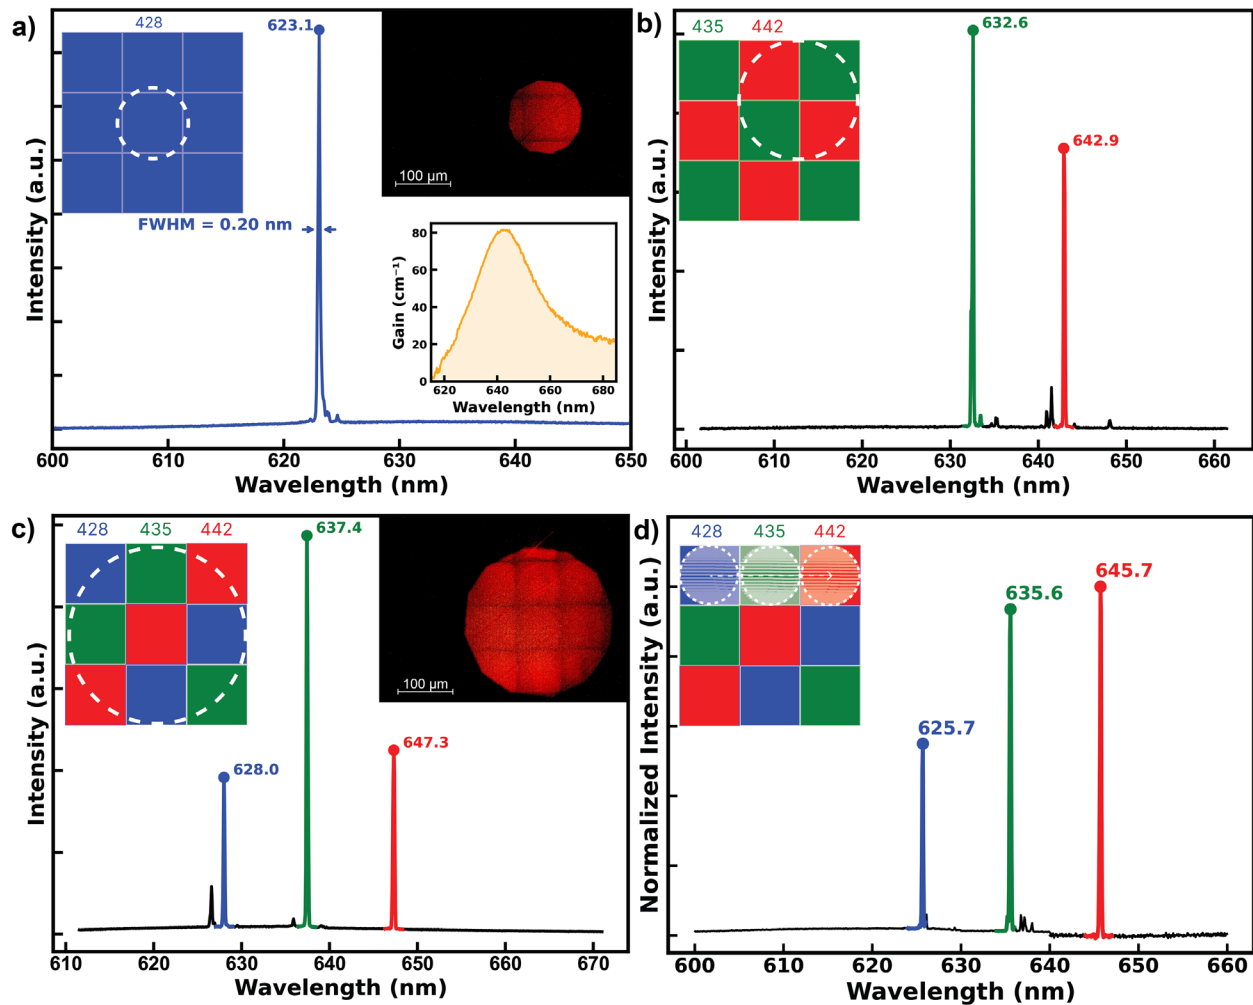 a)
428
623.1
FWHM = 0.20 nm
100 µm
Gain (cm⁻¹)
80
60
40
20
0
620 640 660 680
Wavelength (nm)
Intensity (a.u.)
600 610 620 630 640 650
Wavelength (nm)
b)
435 442
632.6
642.9
Intensity (a.u.)
600 610 620 630 640 650 660
Wavelength (nm)
c)
428 435 442
637.4
647.3
628.0
100 µm
Intensity (a.u.)
610 620 630 640 650 660 670
Wavelength (nm)
d)
428 435 442
645.7
635.6
625.7
Normalized Intensity (a.u.)
600 610 620 630 640 650 660
Wavelength (nm)